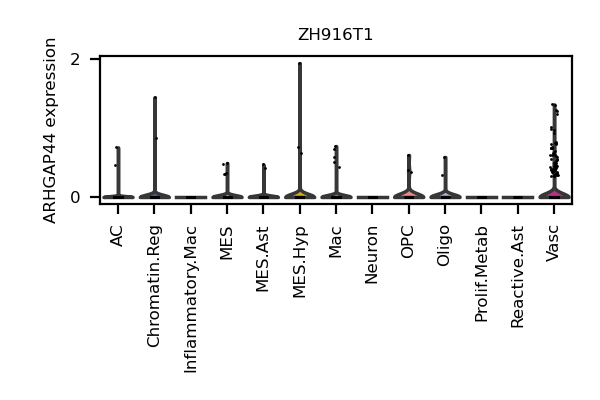 ZH916T1
ARHGAP44 expression
2
0
AC
Chromatin.Reg
Inflammatory.Mac
MES
MES.Ast
MES.Hyp
Mac
Neuron
OPC
Oligo
Prolif.Metab
Reactive.Ast
Vasc